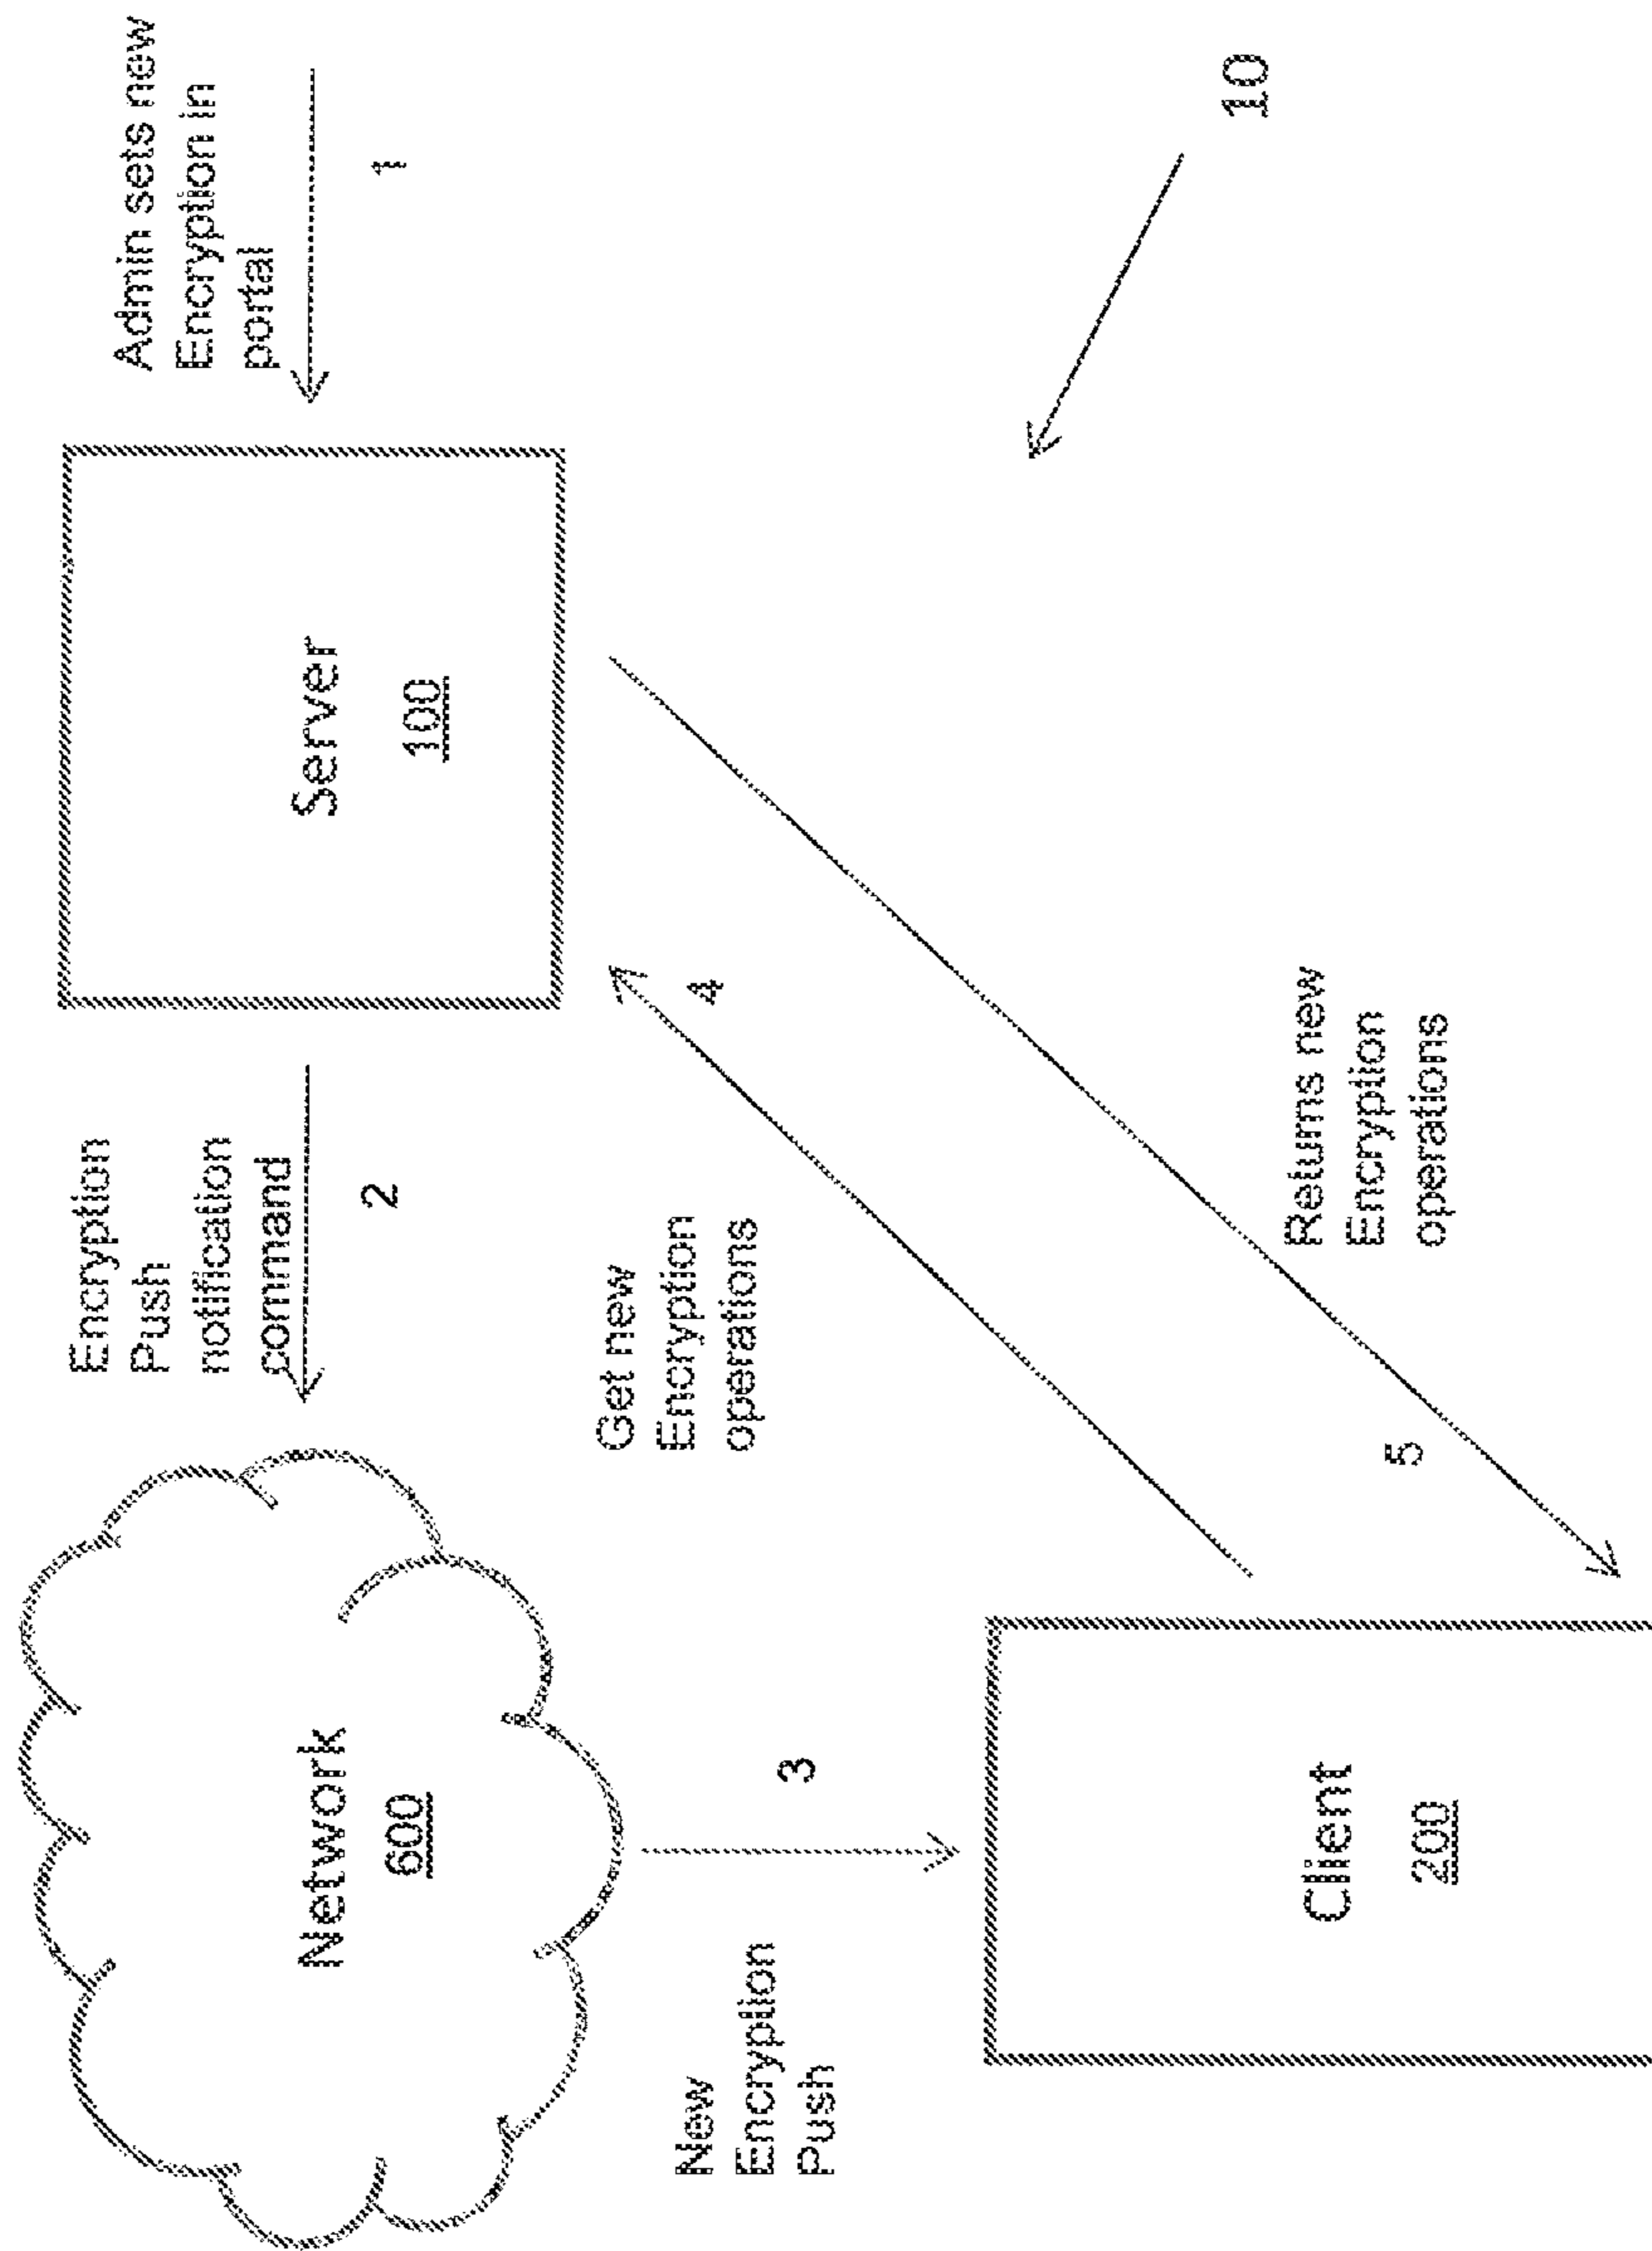 Admin sets new
Encryption in
portal
1
Server
100
Encryption
Push
notification
command
2
Network
600
New
Encryption
Push
3
Get new
Encryption
operations
4
Returns new
Encryption
operations
5
Client
200
10